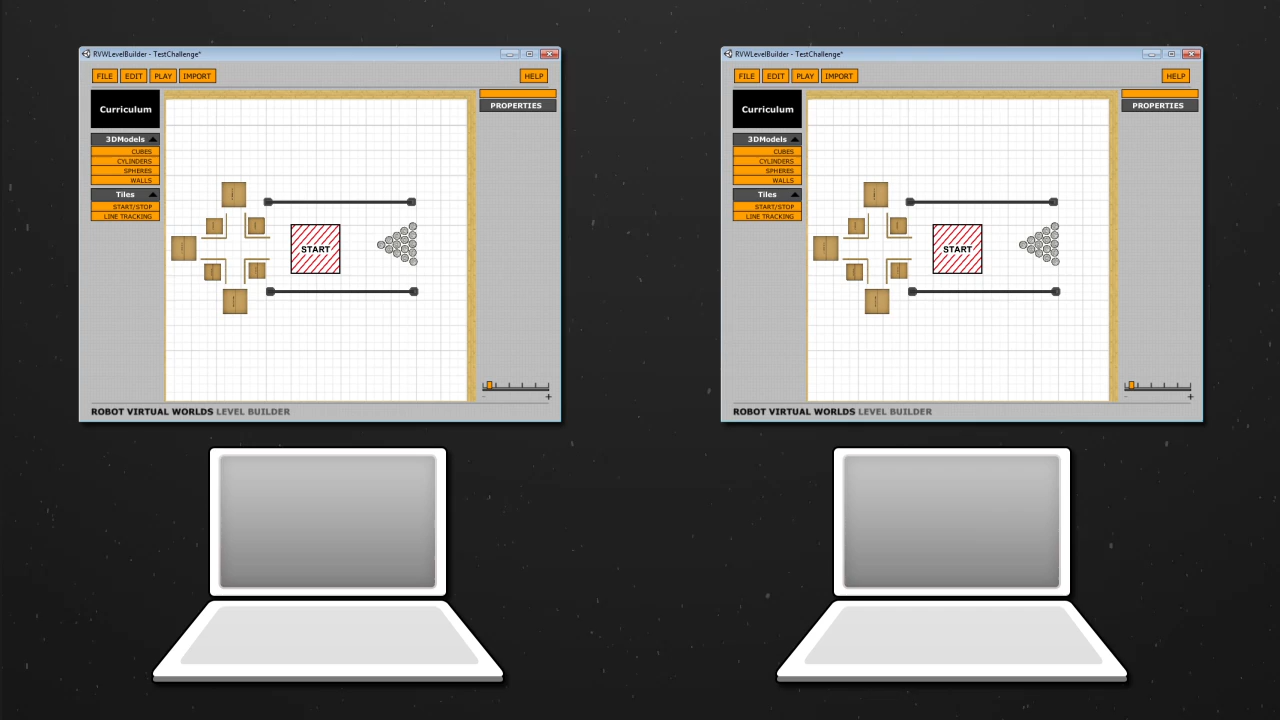 RVWLevelBuilder - TestChallenge*
FILE EDIT PLAY IMPORT HELP
Curriculum
PROPERTIES
3DModels
CUBES
CYLINDERS
SPHERES
WALLS
Tiles
START/STOP
LINE TRACKING
START
- +
ROBOT VIRTUAL WORLDS LEVEL BUILDER
RVWLevelBuilder - TestChallenge*
FILE EDIT PLAY IMPORT HELP
Curriculum
PROPERTIES
3DModels
CUBES
CYLINDERS
SPHERES
WALLS
Tiles
START/STOP
LINE TRACKING
START
- +
ROBOT VIRTUAL WORLDS LEVEL BUILDER